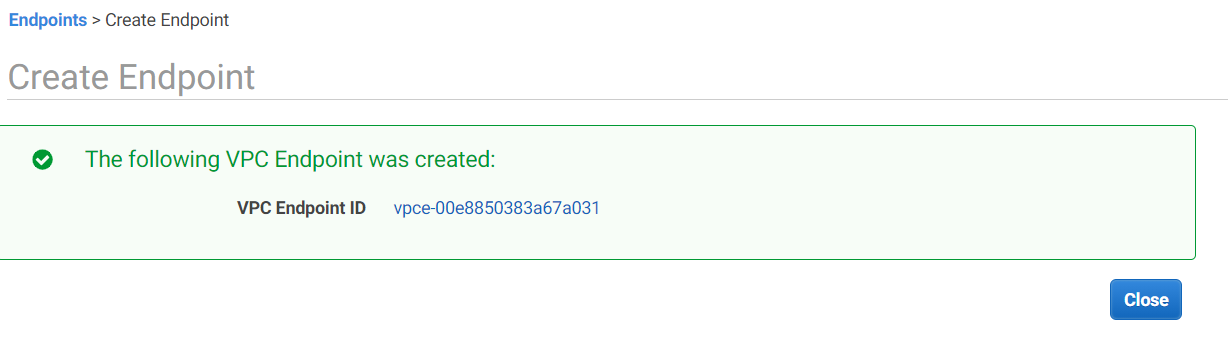 Endpoints > Create Endpoint
Create Endpoint
The following VPC Endpoint was created:
VPC Endpoint ID vpce-00e8850383a67a031
Close